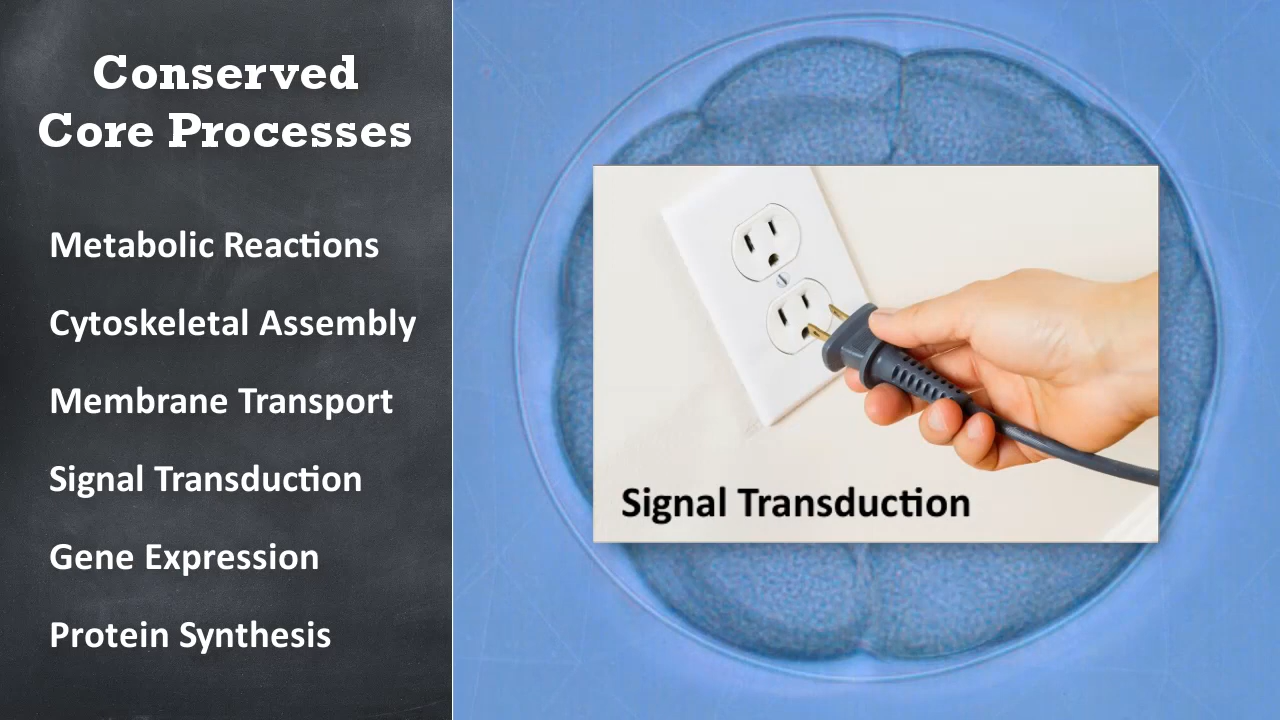 Conserved
Core Processes
Metabolic Reactions
Cytoskeletal Assembly
Membrane Transport
Signal Transduction
Gene Expression
Protein Synthesis
Signal Transduction